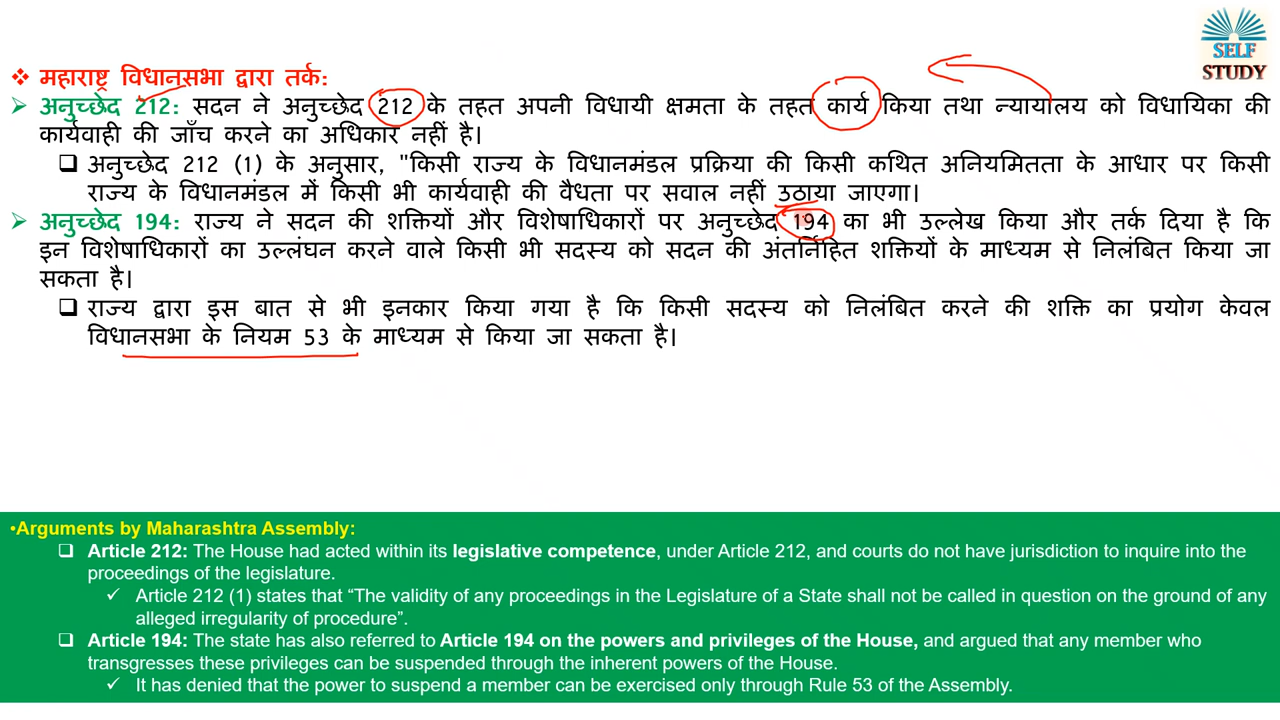 SELF
STUDY
❖ महाराष्ट्र विधानसभा द्वारा तर्क:
➢ अनुच्छेद 212: सदन ने अनुच्छेद 212 के तहत अपनी विधायी क्षमता के तहत कार्य किया तथा न्यायालय को विधायिका की
कार्यवाही की जाँच करने का अधिकार नहीं है।
❑ अनुच्छेद 212 (1) के अनुसार, "किसी राज्य के विधानमंडल प्रक्रिया की किसी कथित अनियमितता के आधार पर किसी
राज्य के विधानमंडल में किसी भी कार्यवाही की वैधता पर सवाल नहीं उठाया जाएगा।
➢ अनुच्छेद 194: राज्य ने सदन की शक्तियों और विशेषाधिकारों पर अनुच्छेद 194 का भी उल्लेख किया और तर्क दिया है कि
इन विशेषाधिकारों का उल्लंघन करने वाले किसी भी सदस्य को सदन की अंतर्निहित शक्तियों के माध्यम से निलंबित किया जा
सकता है।
❑ राज्य द्वारा इस बात से भी इनकार किया गया है कि किसी सदस्य को निलंबित करने की शक्ति का प्रयोग केवल
विधानसभा के नियम 53 के माध्यम से किया जा सकता है।
•Arguments by Maharashtra Assembly:
❑ Article 212: The House had acted within its legislative competence, under Article 212, and courts do not have jurisdiction to inquire into the
proceedings of the legislature.
✓ Article 212 (1) states that “The validity of any proceedings in the Legislature of a State shall not be called in question on the ground of any
alleged irregularity of procedure”.
❑ Article 194: The state has also referred to Article 194 on the powers and privileges of the House, and argued that any member who
transgresses these privileges can be suspended through the inherent powers of the House.
✓ It has denied that the power to suspend a member can be exercised only through Rule 53 of the Assembly.